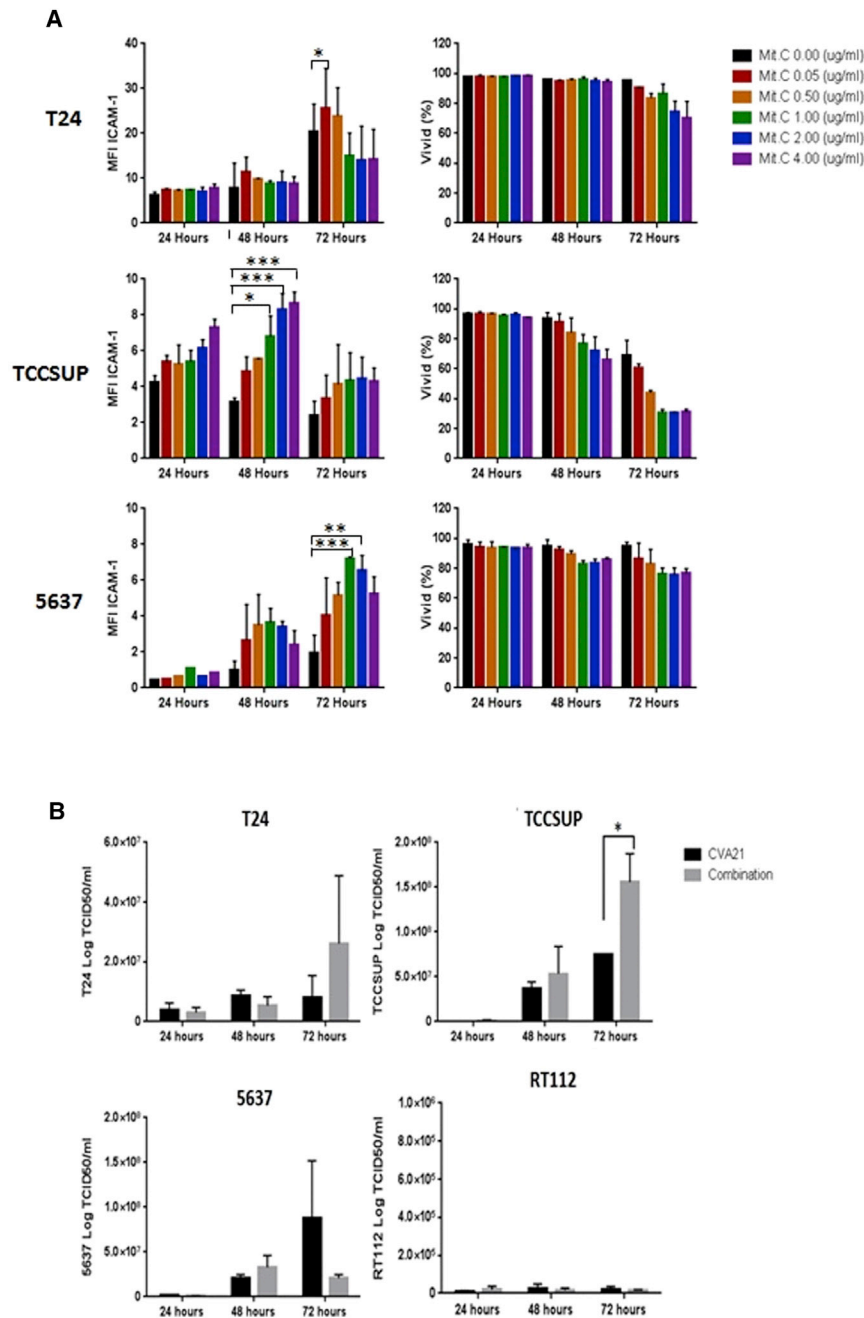 A
T24
MFI ICAM-1
40
30
20
10
0
*
24 Hours
48 Hours
72 Hours
Vivid (%)
120
100
80
60
40
20
0
24 Hours
48 Hours
72 Hours
Mit.C 0.00 (ug/ml)
Mit.C 0.05 (ug/ml)
Mit.C 0.50 (ug/ml)
Mit.C 1.00 (ug/ml)
Mit.C 2.00 (ug/ml)
Mit.C 4.00 (ug/ml)
TCCSUP
MFI ICAM-1
10
8
6
4
2
0
***
***
*
24 Hours
48 Hours
72 Hours
Vivid (%)
120
100
80
60
40
20
0
24 Hours
48 Hours
72 Hours
5637
MFI ICAM-1
10
8
6
4
2
0
**
***
24 Hours
48 Hours
72 Hours
Vivid (%)
120
100
80
60
40
20
0
24 Hours
48 Hours
72 Hours
B
T24
T24 Log TCID50/ml
6.0×10⁷
4.0×10⁷
2.0×10⁷
0
24 hours
48 hours
72 hours
TCCSUP
TCCSUP Log TCID50/ml
2.0×10⁸
1.5×10⁸
1.0×10⁸
5.0×10⁷
0
*
24 hours
48 hours
72 hours
CVA21
Combination
5637
5637 Log TCID50/ml
2.0×10⁸
1.5×10⁸
1.0×10⁸
5.0×10⁷
0
24 hours
48 hours
72 hours
RT112
RT112 Log TCID50/ml
1.0×10⁶
8.0×10⁵
6.0×10⁵
4.0×10⁵
2.0×10⁵
0
24 hours
48 hours
72 hours